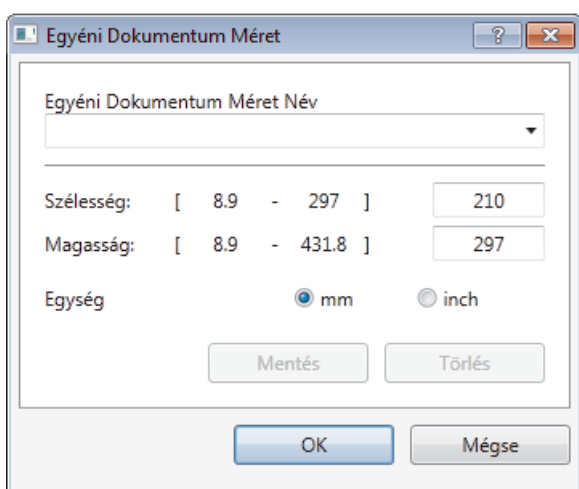 Egyéni Dokumentum Méret
Egyéni Dokumentum Méret Név
Szélesség: [ 8.9 - 297 ] 210
Magasság: [ 8.9 - 431.8 ] 297
Egység mm inch
Mentés Törlés
OK Mégse